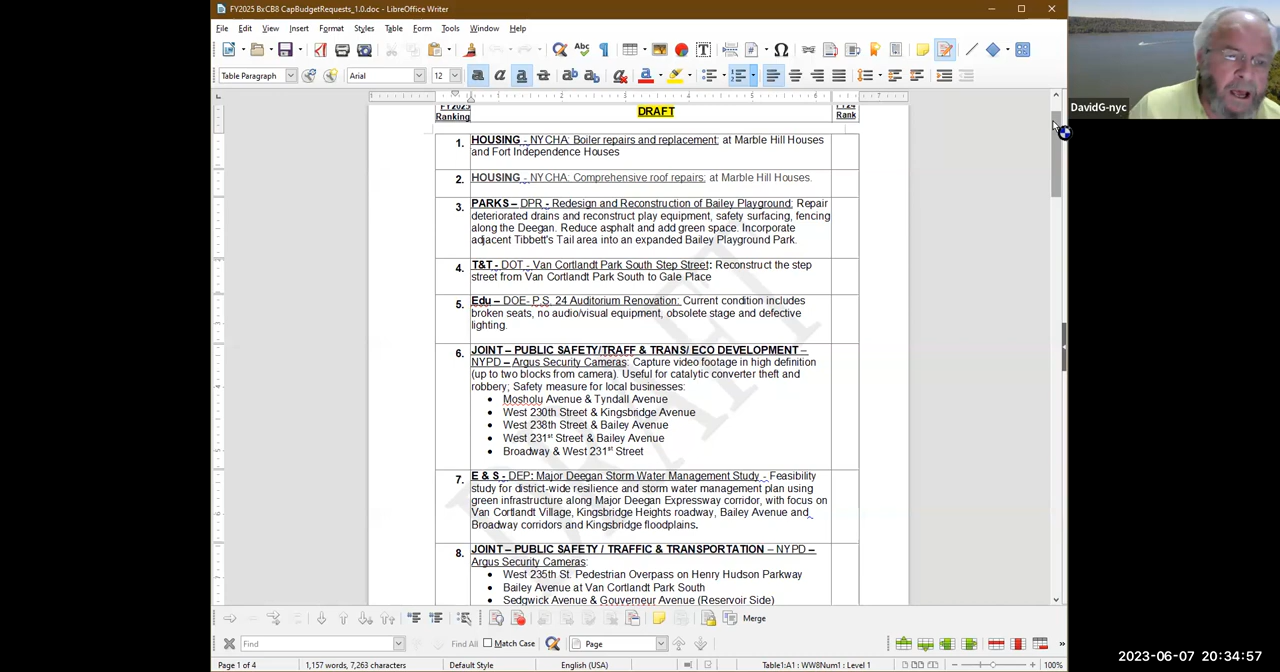 FY2025 BxCB8 CapBudgetRequests_1.0.doc - LibreOffice Writer
File Edit View Insert Format Styles Table Form Tools Window Help
Table Paragraph Arial 12
FY2025 DRAFT FY24
Ranking Rank
1. HOUSING - NYCHA: Boiler repairs and replacement: at Marble Hill Houses
and Fort Independence Houses
2. HOUSING - NYCHA: Comprehensive roof repairs: at Marble Hill Houses.
3. PARKS – DPR - Redesign and Reconstruction of Bailey Playground: Repair
deteriorated drains and reconstruct play equipment, safety surfacing, fencing
along the Deegan. Reduce asphalt and add green space. Incorporate
adjacent Tibbett's Tail area into an expanded Bailey Playground Park.
4. T&T - DOT - Van Cortlandt Park South Step Street: Reconstruct the step
street from Van Cortlandt Park South to Gale Place
5. Edu – DOE- P.S. 24 Auditorium Renovation: Current condition includes
broken seats, no audio/visual equipment, obsolete stage and defective
lighting.
6. JOINT – PUBLIC SAFETY/TRAFF & TRANS/ ECO DEVELOPMENT –
NYPD – Argus Security Cameras: Capture video footage in high definition
(up to two blocks from camera). Useful for catalytic converter theft and
robbery; Safety measure for local businesses:
• Mosholu Avenue & Tyndall Avenue
• West 230th Street & Kingsbridge Avenue
• West 238th Street & Bailey Avenue
• West 231st Street & Bailey Avenue
• Broadway & West 231st Street
7. E & S - DEP: Major Deegan Storm Water Management Study - Feasibility
study for district-wide resilience and storm water management plan using
green infrastructure along Major Deegan Expressway corridor, with focus on
Van Cortlandt Village, Kingsbridge Heights roadway, Bailey Avenue and
Broadway corridors and Kingsbridge floodplains.
8. JOINT – PUBLIC SAFETY / TRAFFIC & TRANSPORTATION – NYPD –
Argus Security Cameras:
• West 235th St. Pedestrian Overpass on Henry Hudson Parkway
• Bailey Avenue at Van Cortlandt Park South
• Sedgwick Avenue & Gouverneur Avenue (Reservoir Side)
DRAFT
Merge
Find Find All Match Case Page
Page 1 of 4 1,157 words, 7,263 characters Default Style English (USA) Table1:A1 : WW8Num1 : Level 1 100%
DavidG-nyc
2023-06-07 20:34:57